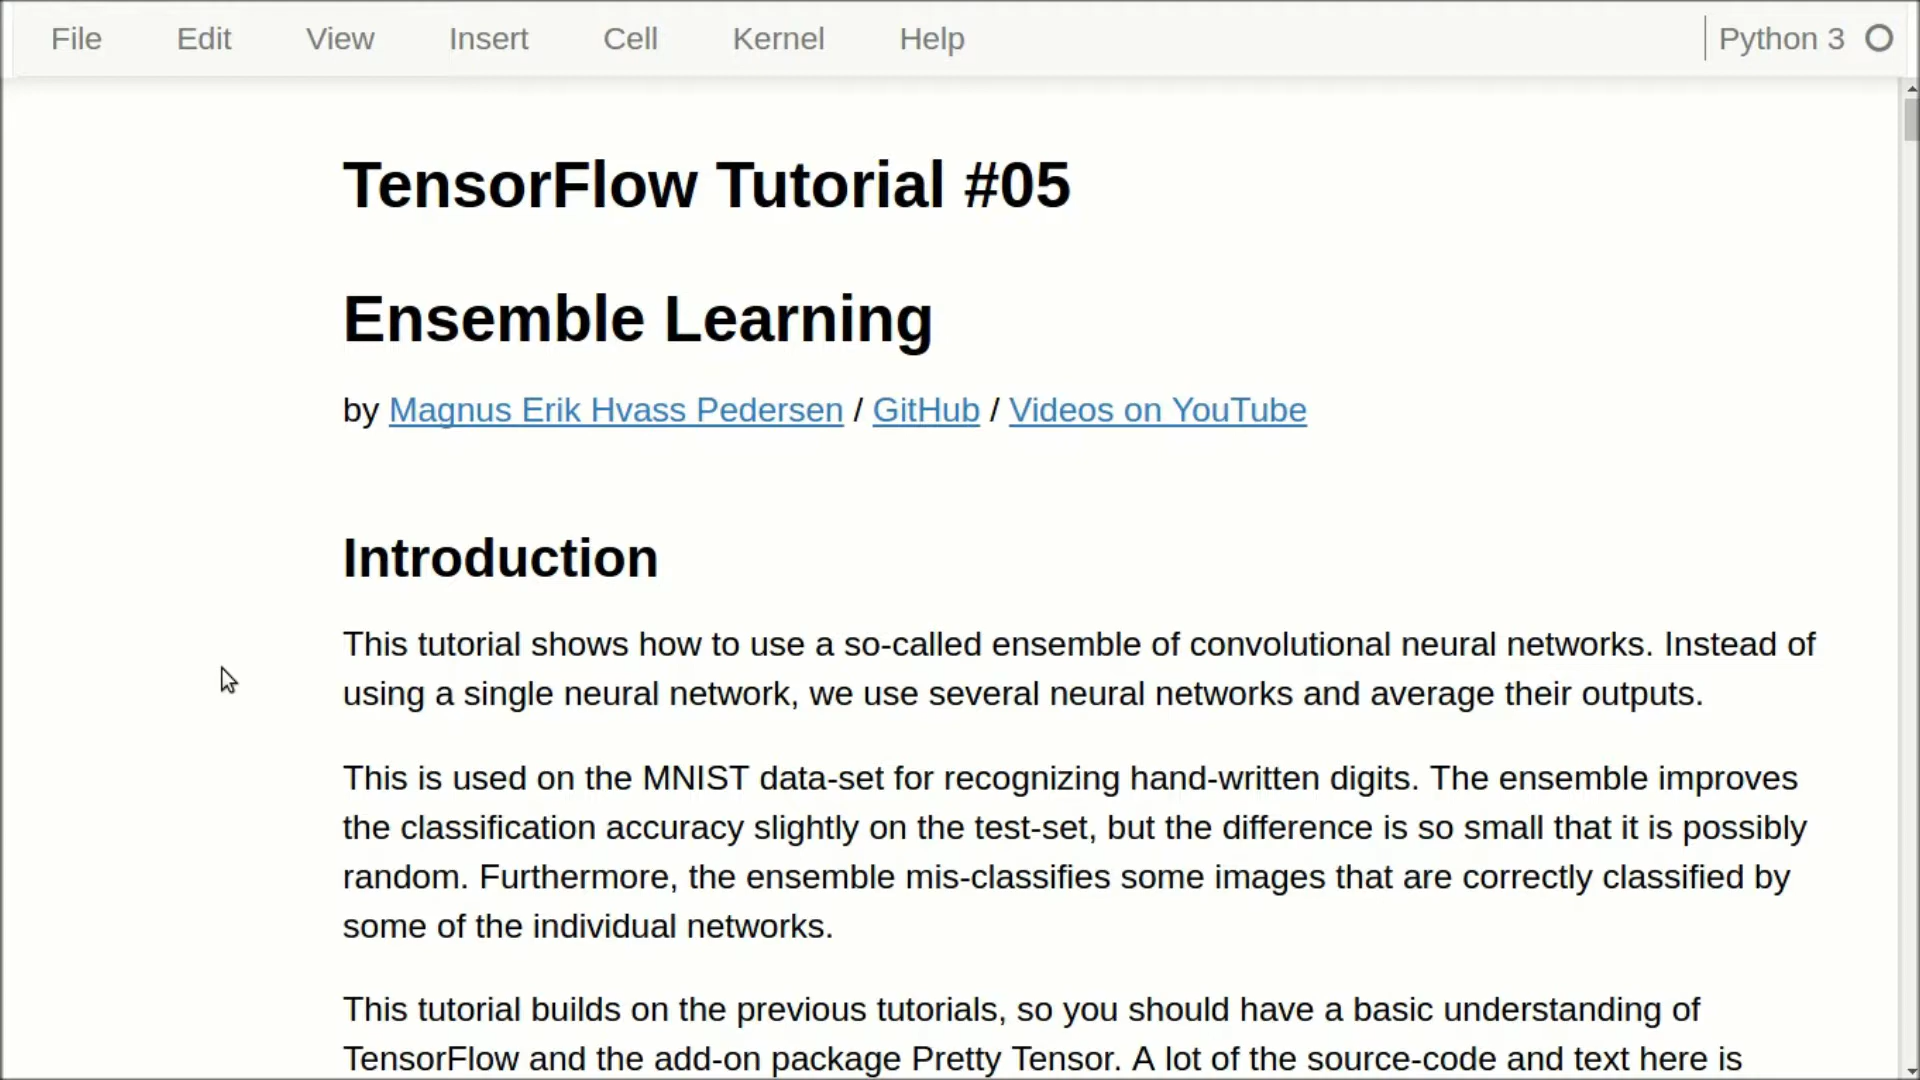 File Edit View Insert Cell Kernel Help Python 3
TensorFlow Tutorial #05
Ensemble Learning
by Magnus Erik Hvass Pedersen / GitHub / Videos on YouTube
Introduction
This tutorial shows how to use a so-called ensemble of convolutional neural networks. Instead of
using a single neural network, we use several neural networks and average their outputs.
This is used on the MNIST data-set for recognizing hand-written digits. The ensemble improves
the classification accuracy slightly on the test-set, but the difference is so small that it is possibly
random. Furthermore, the ensemble mis-classifies some images that are correctly classified by
some of the individual networks.
This tutorial builds on the previous tutorials, so you should have a basic understanding of
TensorFlow and the add-on package Pretty Tensor. A lot of the source-code and text here is